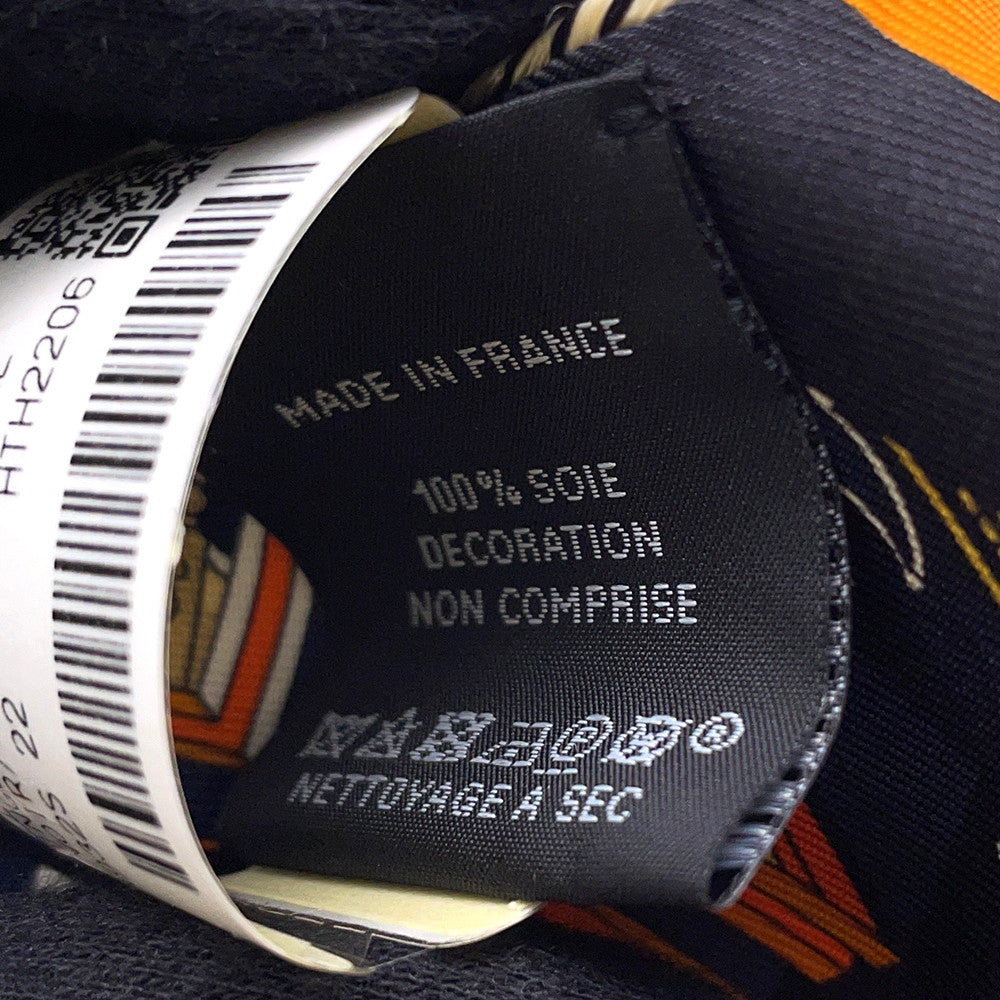 HTH2206
22
MADE IN FRANCE
100% SOIE
DECORATION
NON COMPRISE
NETTOYAGE A SEC